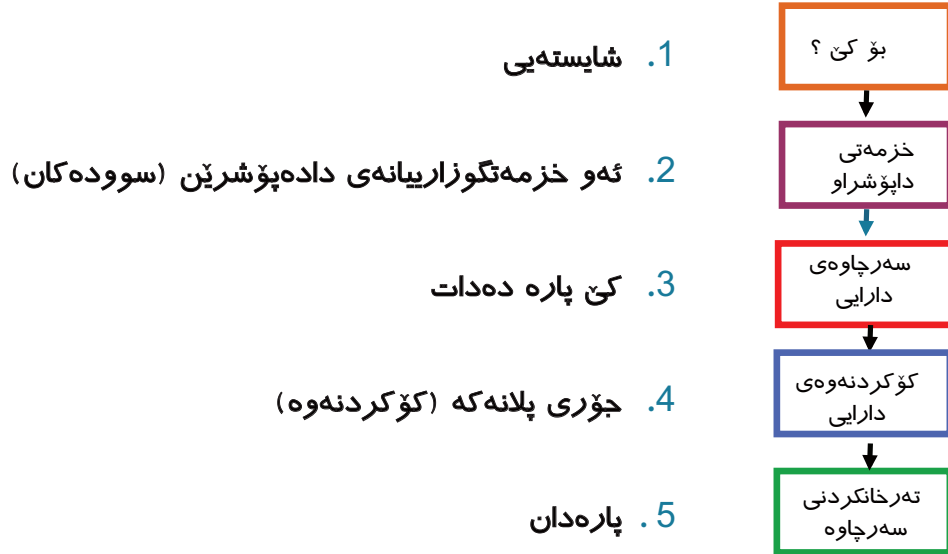 بۆ کێ ؟
1. شایستەیی
خزمەتی
داپۆشراو
2. ئەو خزمەتگوزارییانەی دادەپۆشرێن (سوودەکان)
سەرچاوەی
دارایی
3. کێ پارە دەدات
کۆکردنەوەی
دارایی
4. جۆری پلانەکە (کۆکردنەوە)
تەرخانکردنی
سەرچاوە
5. پارەدان